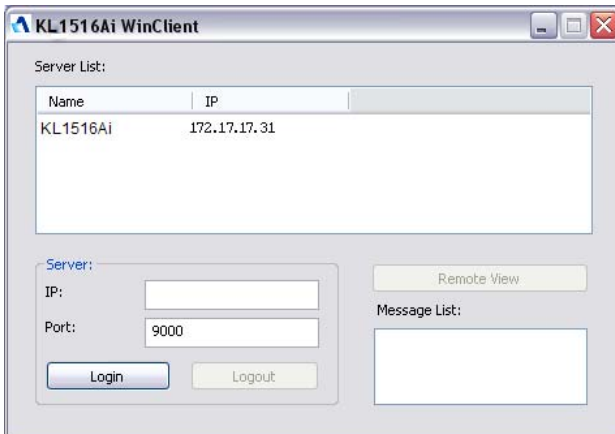 KL1516Ai WinClient
Server List:
Name IP
KL1516Ai 172.17.17.31
Server:
IP:
Port: 9000
Login Logout
Remote View
Message List: